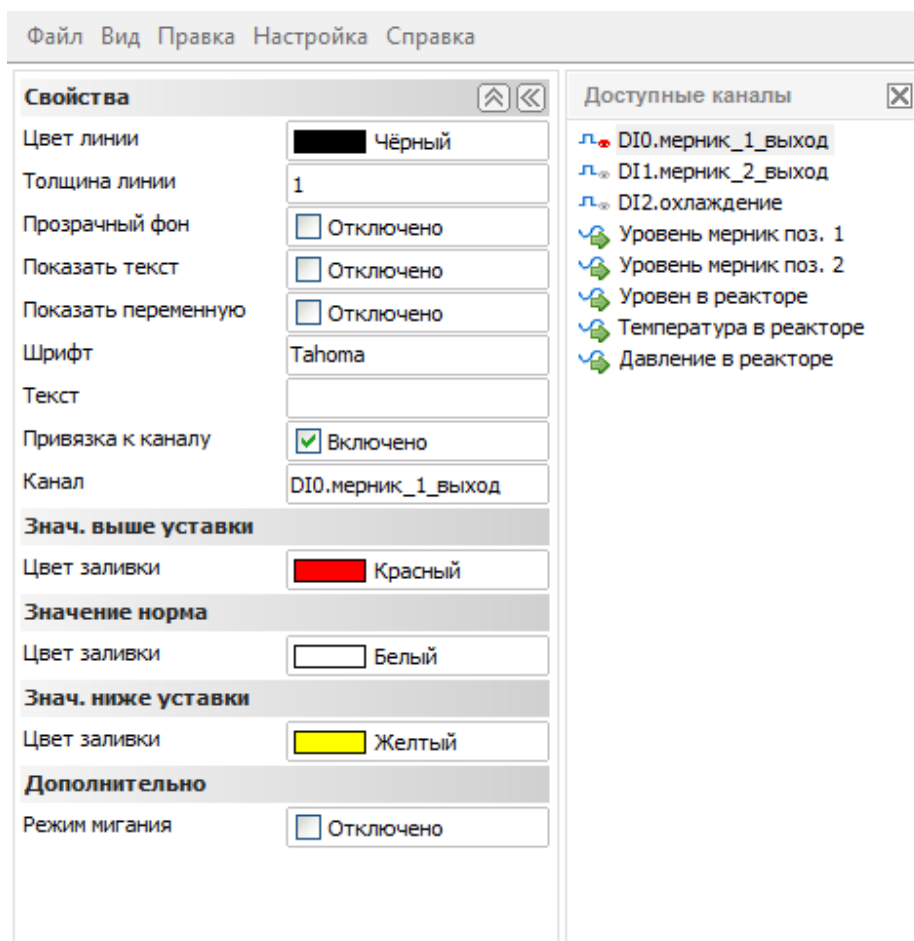 Файл Вид Правка Настройка Справка
Свойства
Цвет линии Чёрный
Толщина линии 1
Прозрачный фон Отключено
Показать текст Отключено
Показать переменную Отключено
Шрифт Tahoma
Текст
Привязка к каналу Включено
Канал DI0.мерник_1_выход
Знач. выше уставки
Цвет заливки Красный
Значение норма
Цвет заливки Белый
Знач. ниже уставки
Цвет заливки Желтый
Дополнительно
Режим мигания Отключено
Доступные каналы
DI0.мерник_1_выход
DI1.мерник_2_выход
DI2.охлаждение
Уровень мерник поз. 1
Уровень мерник поз. 2
Уровен в реакторе
Температура в реакторе
Давление в реакторе